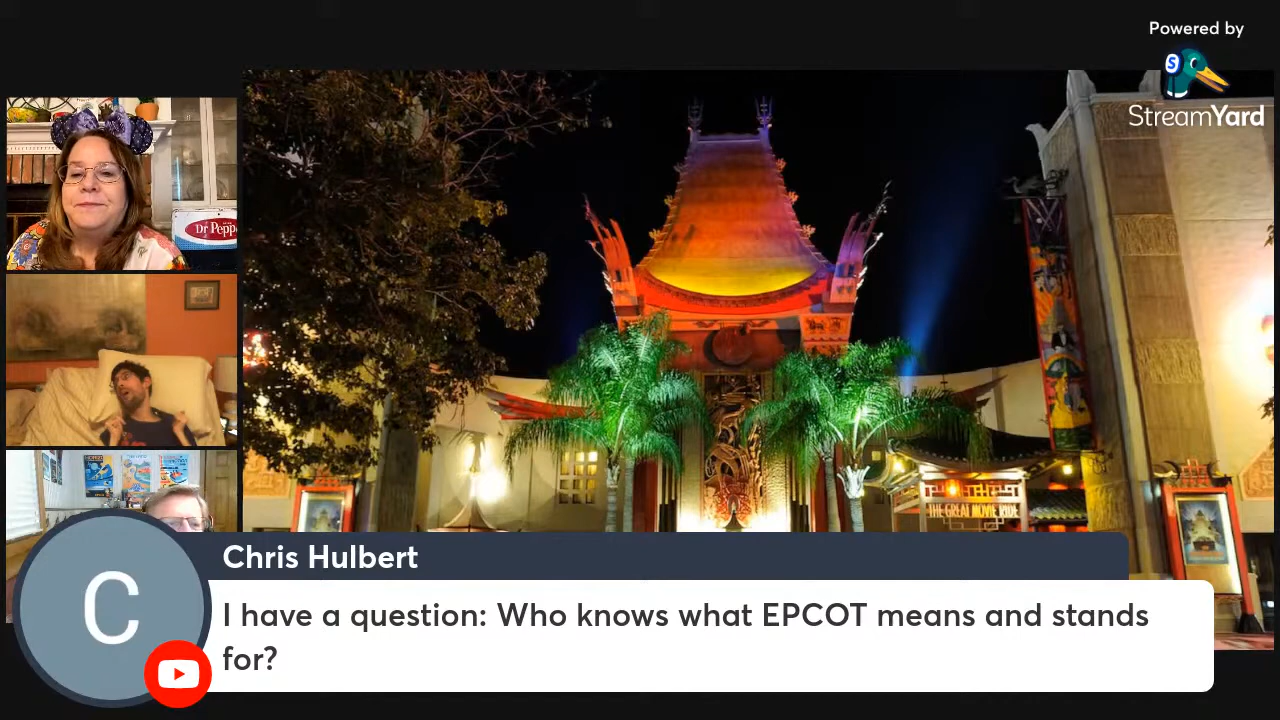 Powered by
S
StreamYard
Dr Peppe
THE GREAT MOVIE RIDE
C
Chris Hulbert
I have a question: Who knows what EPCOT means and stands
for?